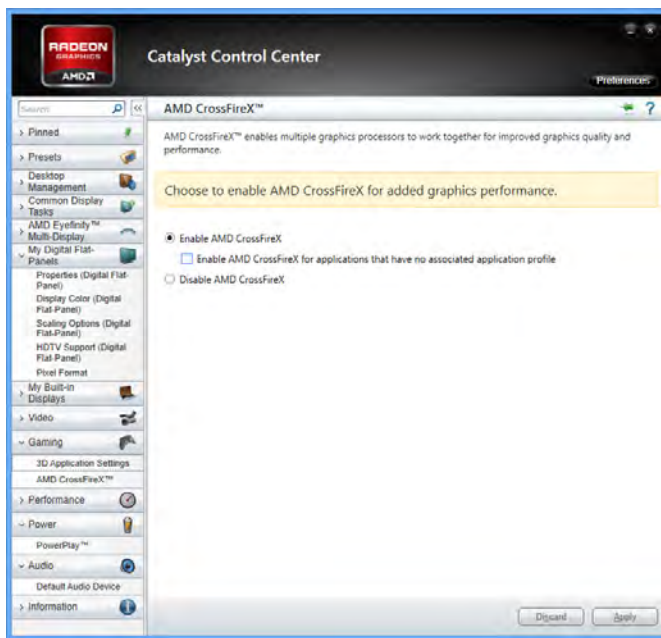 RADEON
GRAPHICS
AMD
Catalyst Control Center
Preferences
Search
AMD CrossFireX™
› Pinned
› Presets
› Desktop
Management
› Common Display
Tasks
› AMD Eyefinity™
Multi-Display
My Digital Flat-
Panels
Properties (Digital Flat-
Panel)
Display Color (Digital
Flat-Panel)
Scaling Options (Digital
Flat-Panel)
HDTV Support (Digital
Flat-Panel)
Pixel Format
› My Built-in
Displays
› Video
Gaming
3D Application Settings
AMD CrossFireX™
› Performance
Power
PowerPlay™
Audio
Default Audio Device
› Information
AMD CrossFireX™ enables multiple graphics processors to work together for improved graphics quality and
performance.
Choose to enable AMD CrossFireX for added graphics performance.
Enable AMD CrossFireX
Enable AMD CrossFireX for applications that have no associated application profile
Disable AMD CrossFireX
Discard
Apply